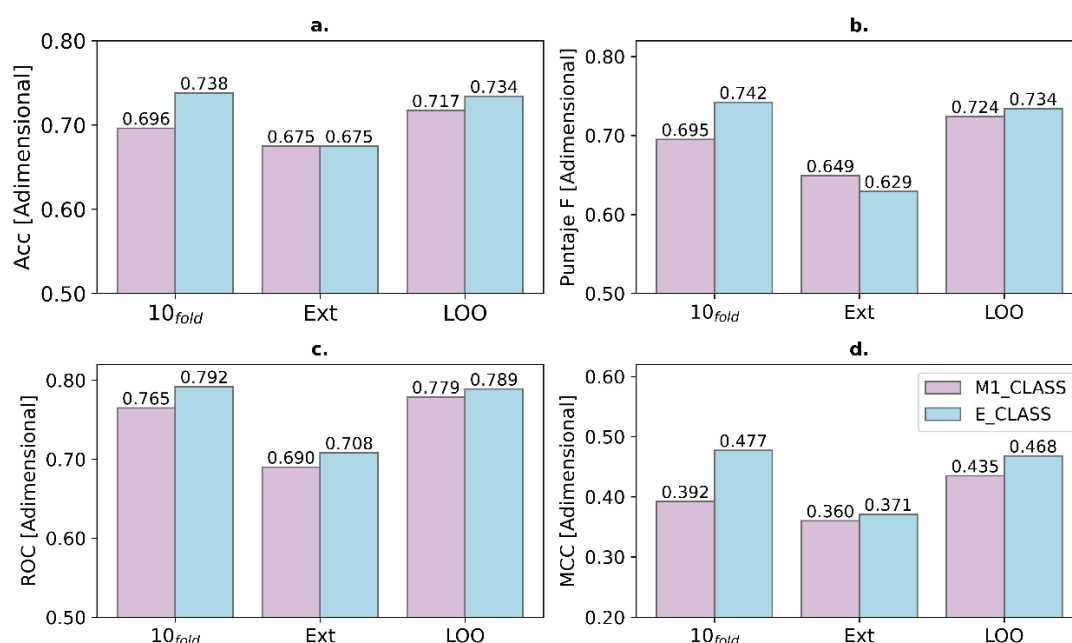 a.
Acc [Adimensional]
0.80
0.70
0.60
0.50
0.696
0.738
0.675
0.675
0.717
0.734
10fold
Ext
LOO
b.
Puntaje F [Adimensional]
0.80
0.70
0.60
0.50
0.695
0.742
0.649
0.629
0.724
0.734
10fold
Ext
LOO
c.
ROC [Adimensional]
0.80
0.70
0.60
0.50
0.765
0.792
0.690
0.708
0.779
0.789
10fold
Ext
LOO
d.
MCC [Adimensional]
0.60
0.50
0.40
0.30
0.20
M1_CLASS
E_CLASS
0.392
0.477
0.360
0.371
0.435
0.468
10fold
Ext
LOO